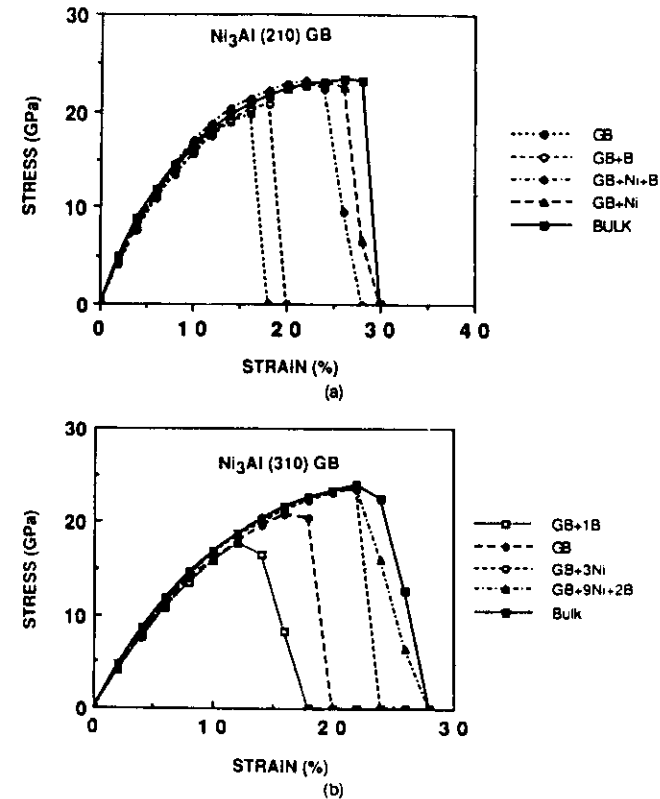 30
Ni₃Al (210) GB
20
10
0
STRESS (GPa)
0 10 20 30 40
STRAIN (%)
(a)
GB
GB+B
GB+Ni+B
GB+Ni
BULK
30
Ni₃Al (310) GB
20
10
0
STRESS (GPa)
0 10 20 30
STRAIN (%)
(b)
GB+1B
GB
GB+3Ni
GB+9Ni+2B
Bulk